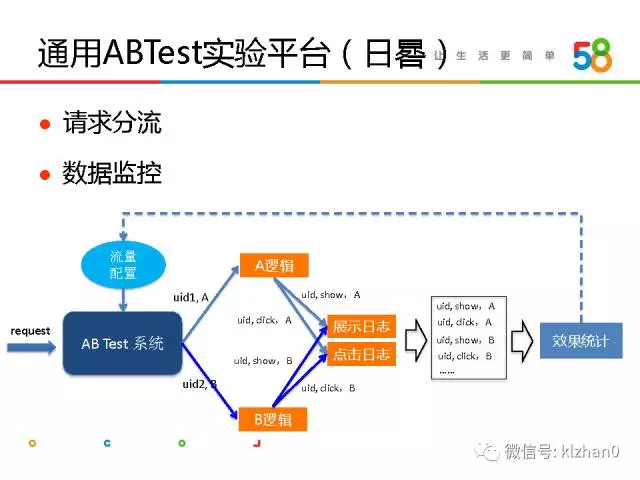 通用ABTest实验平台（日晷）
让生活更简单
58
请求分流
数据监控
流量
配置
A逻辑
uid1, A
uid, show，A
uid, show，A
uid, click，A
uid, show，B
uid, click，B
......
request
AB Test 系统
uid, click，A
展示日志
点击日志
效果统计
uid, show，B
uid2, B
uid, click，B
B逻辑
微信号: klzhan0